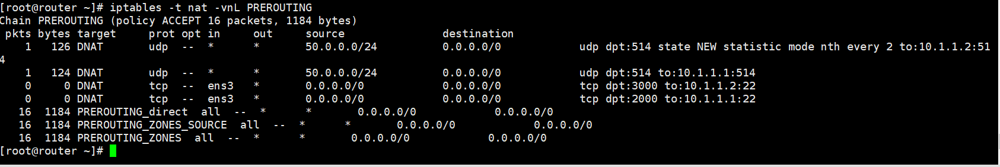 [root@router ~]# iptables -t nat -vnL PREROUTING
Chain PREROUTING (policy ACCEPT 16 packets, 1184 bytes)
 pkts bytes target     prot opt in     out     source               destination
    1   126 DNAT       udp  --  *      *       50.0.0.0/24          0.0.0.0/0            udp dpt:514 state NEW statistic mode nth every 2 to:10.1.1.2:51
4
    1   124 DNAT       udp  --  *      *       50.0.0.0/24          0.0.0.0/0            udp dpt:514 to:10.1.1.1:514
    0     0 DNAT       tcp  --  ens3   *       0.0.0.0/0            0.0.0.0/0            tcp dpt:3000 to:10.1.1.2:22
    0     0 DNAT       tcp  --  ens3   *       0.0.0.0/0            0.0.0.0/0            tcp dpt:2000 to:10.1.1.1:22
   16  1184 PREROUTING_direct  all  --  *      *       0.0.0.0/0            0.0.0.0/0
   16  1184 PREROUTING_ZONES_SOURCE  all  --  *      *       0.0.0.0/0            0.0.0.0/0
   16  1184 PREROUTING_ZONES  all  --  *      *       0.0.0.0/0            0.0.0.0/0
[root@router ~]#